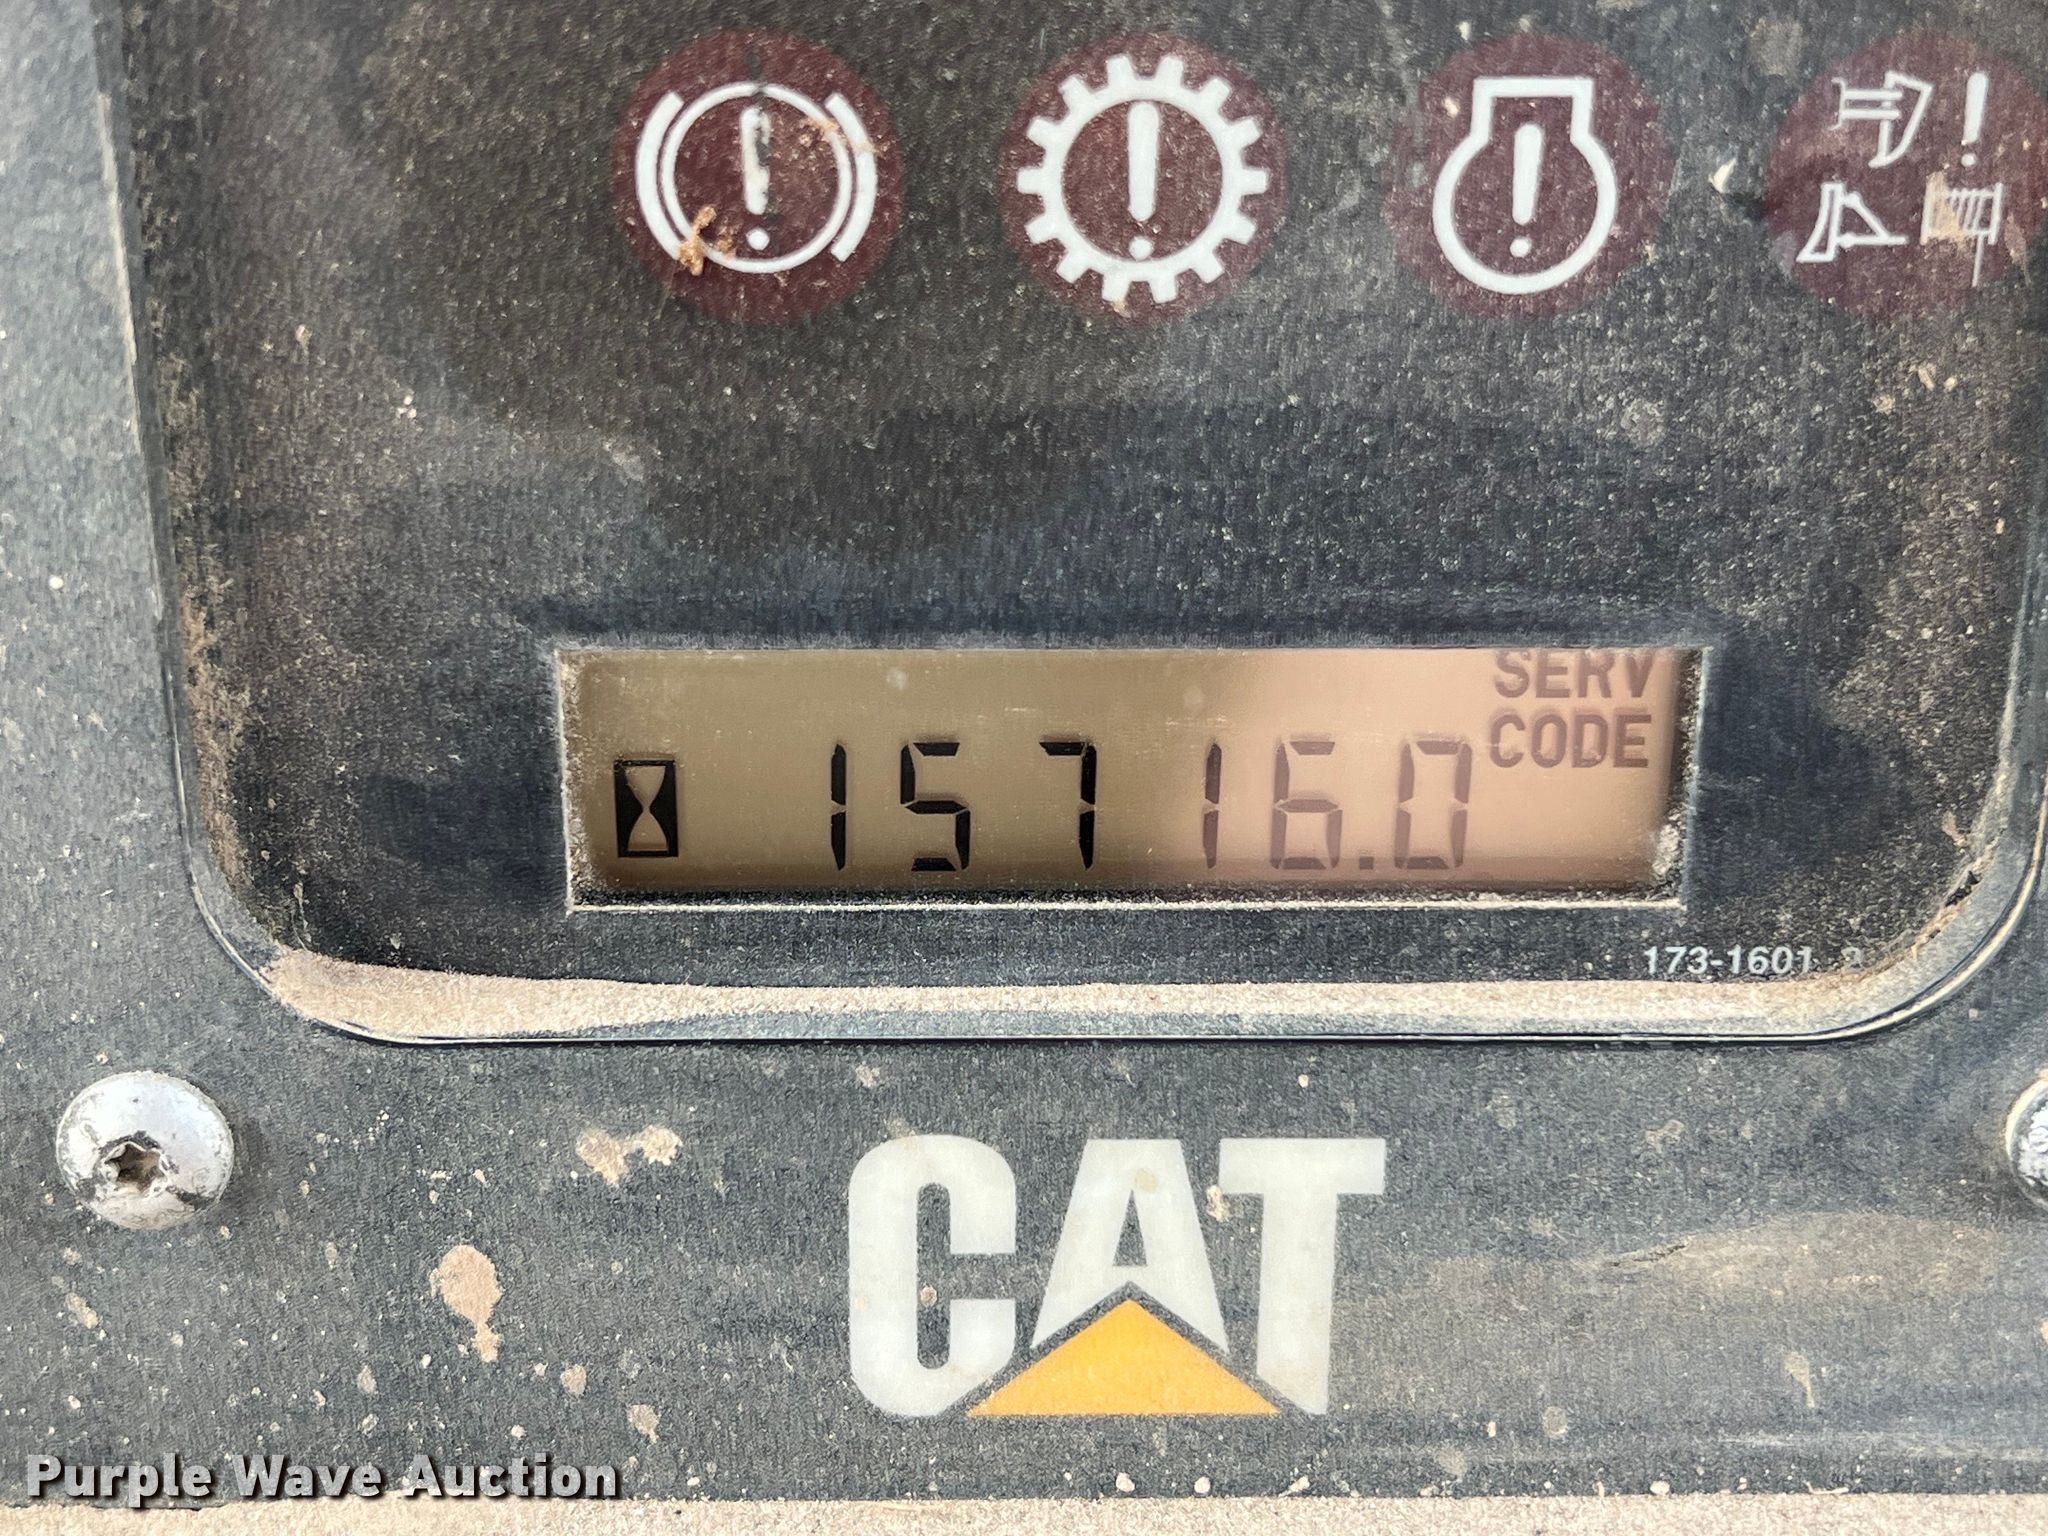 SERV
CODE
15716.0
173-1601
CAT
Purple Wave Auction